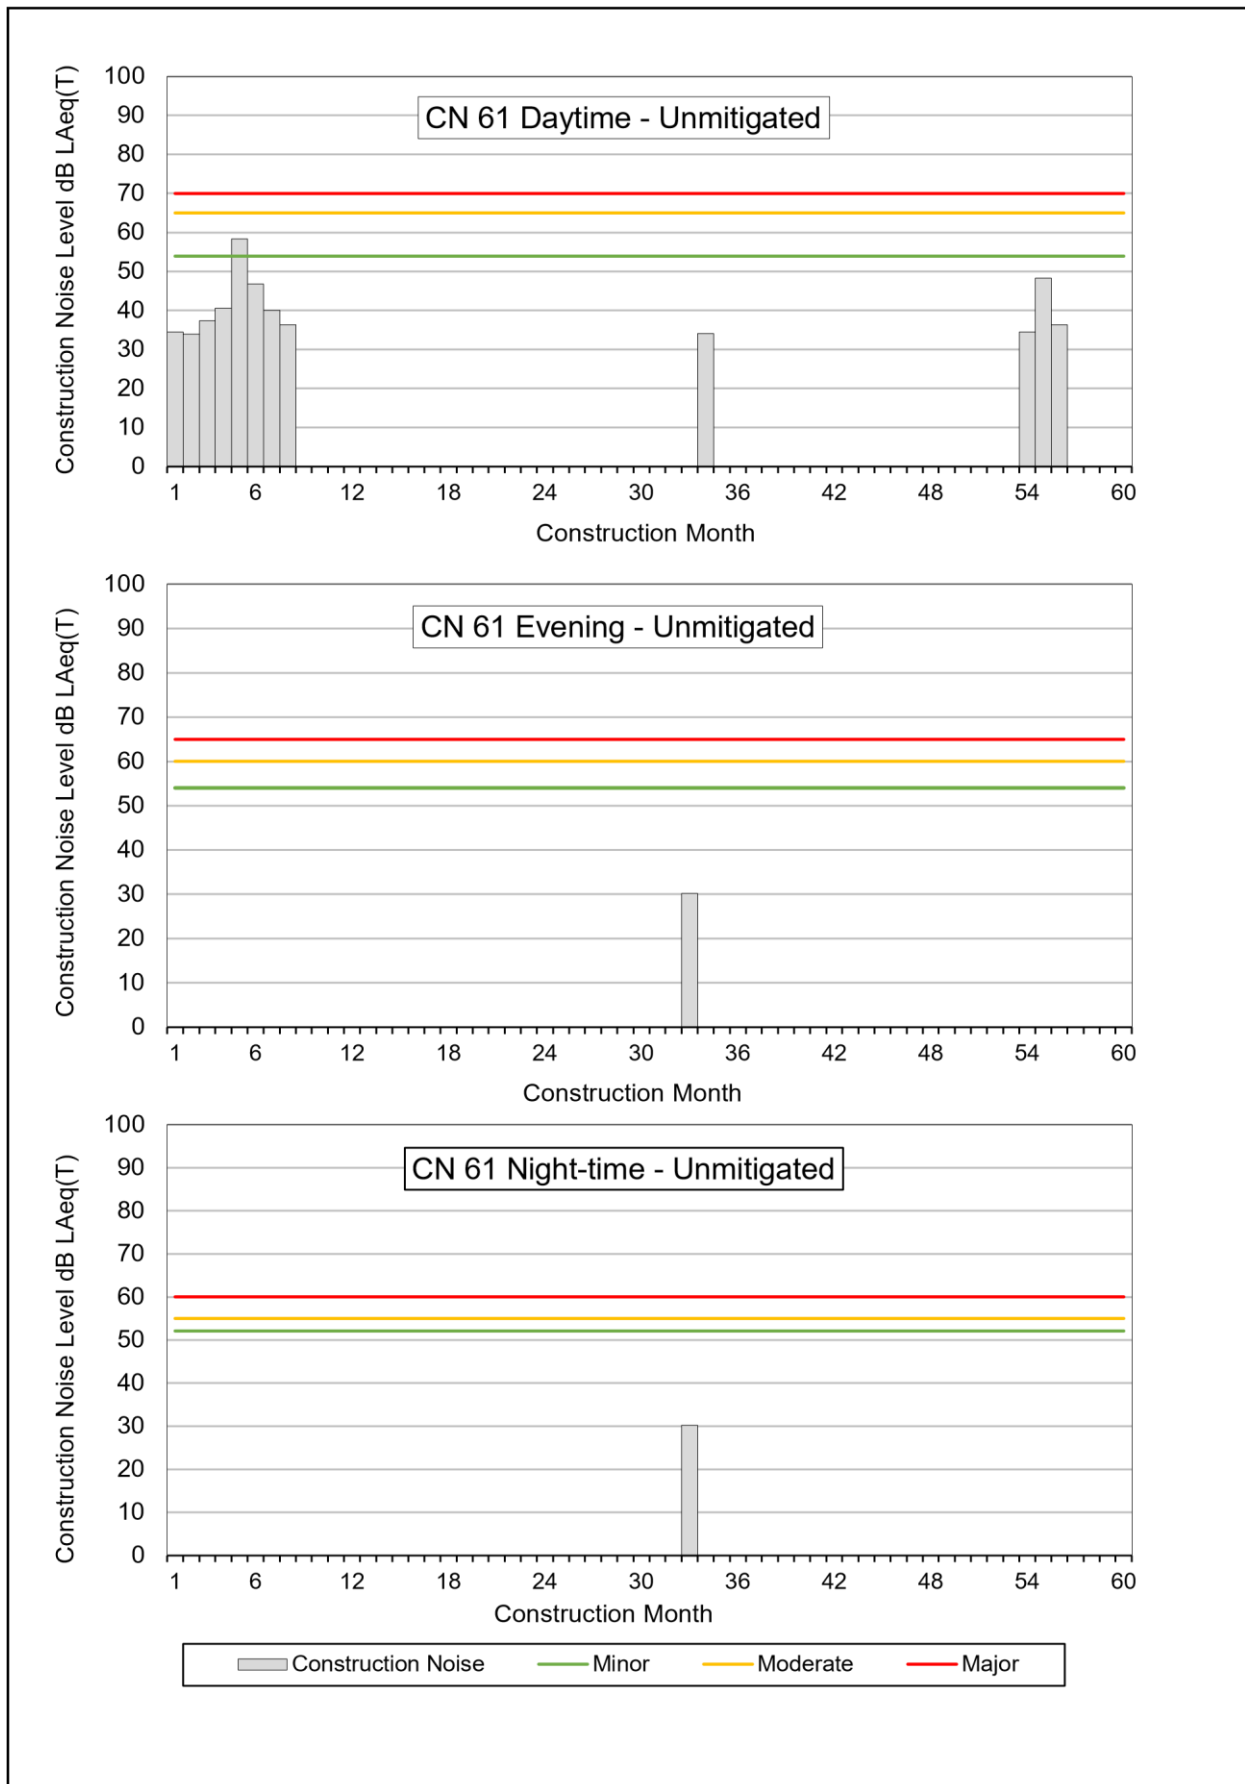 CN 61 Daytime - Unmitigated
Construction Noise Level dB LAeq(T)
100
90
80
70
60
50
40
30
20
10
0
1 6 12 18 24 30 36 42 48 54 60
Construction Month
CN 61 Evening - Unmitigated
Construction Noise Level dB LAeq(T)
100
90
80
70
60
50
40
30
20
10
0
1 6 12 18 24 30 36 42 48 54 60
Construction Month
CN 61 Night-time - Unmitigated
Construction Noise Level dB LAeq(T)
100
90
80
70
60
50
40
30
20
10
0
1 6 12 18 24 30 36 42 48 54 60
Construction Month
Construction Noise Minor Moderate Major